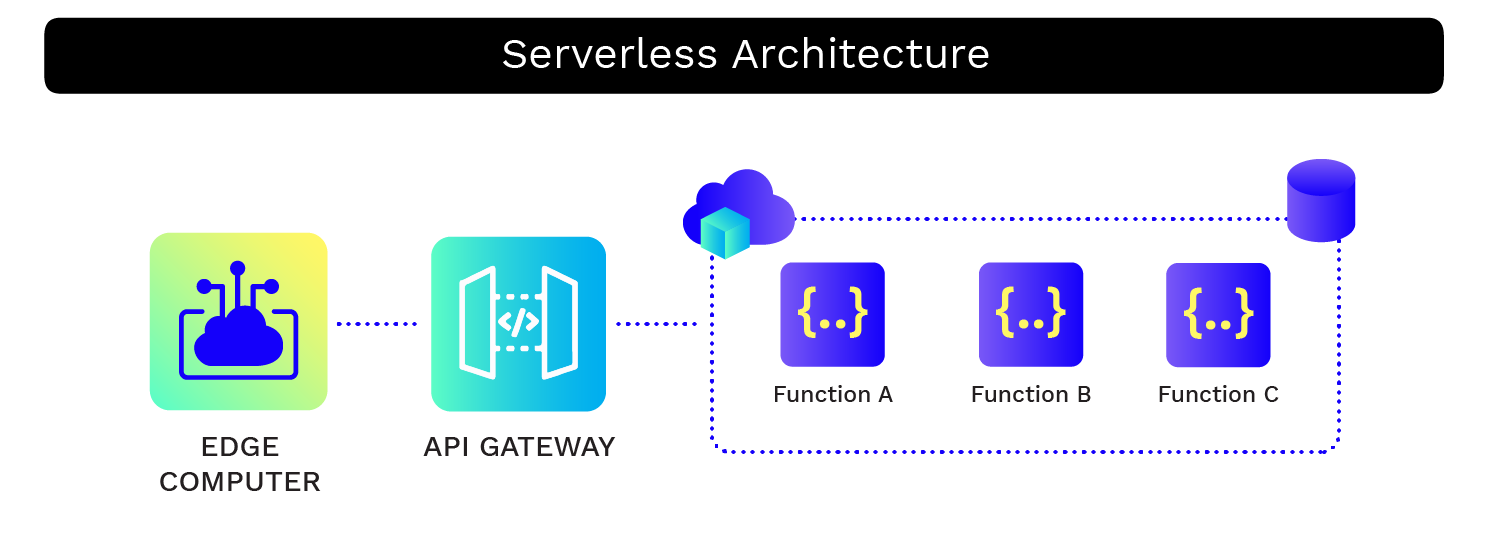 Serverless Architecture
</>
{..}
{..}
{..}
Function A
Function B
Function C
EDGE
COMPUTER
API GATEWAY